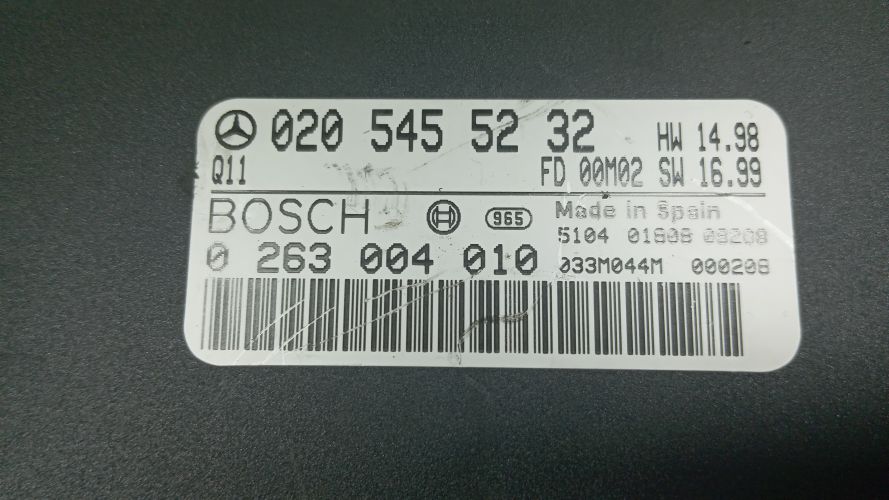 020 545 52 32 HW 14.98
Q11 FD 00M02 SW 16.99
BOSCH 965 Made in Spain
5104 01808 08208
0 263 004 010 033M044M 000208